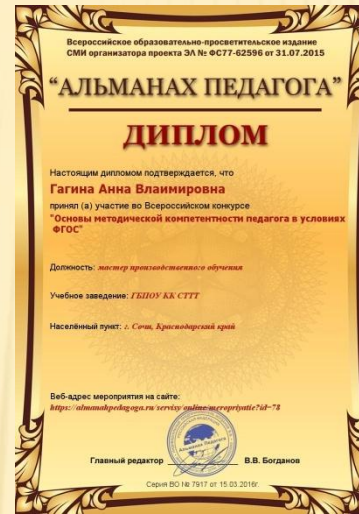 Всероссийское образовательно-просветительское издание
СМИ организатора проекта ЭЛ № ФС77-62596 от 31.07.2015
“АЛЬМАНАХ ПЕДАГОГА”
ДИПЛОМ
Настоящим дипломом подтверждается, что
Гагина Анна Влаимировна
принял (а) участие во Всероссийском конкурсе
"Основы методической компетентности педагога в условиях
ФГОС"
Должность: мастер производственного обучения
Учебное заведение: ГБПОУ КК СТТТ
Населённый пункт: г. Сочи, Краснодарский край
Веб-адрес мероприятия на сайте:
https://almanahpedagoga.ru/servisy/online/meropriyatie?id=78
Альманах Педагога
Главный редактор В.В. Богданов
Серия ВО № 7917 от 15.03.2016г.